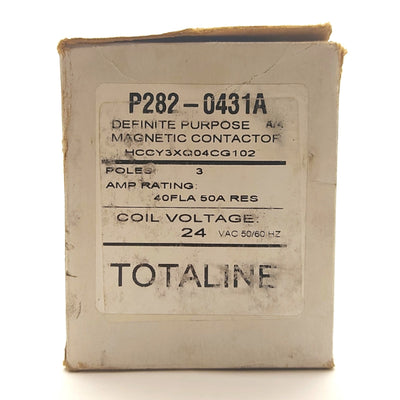 P282-0431A
DEFINITE PURPOSE A/4
MAGNETIC CONTACTOR
HCCY3XQ04CG102
POLES: 3
AMP RATING:
40FLA 50A RES
COIL VOLTAGE:
24 VAC 50/60 HZ
TOTALINE